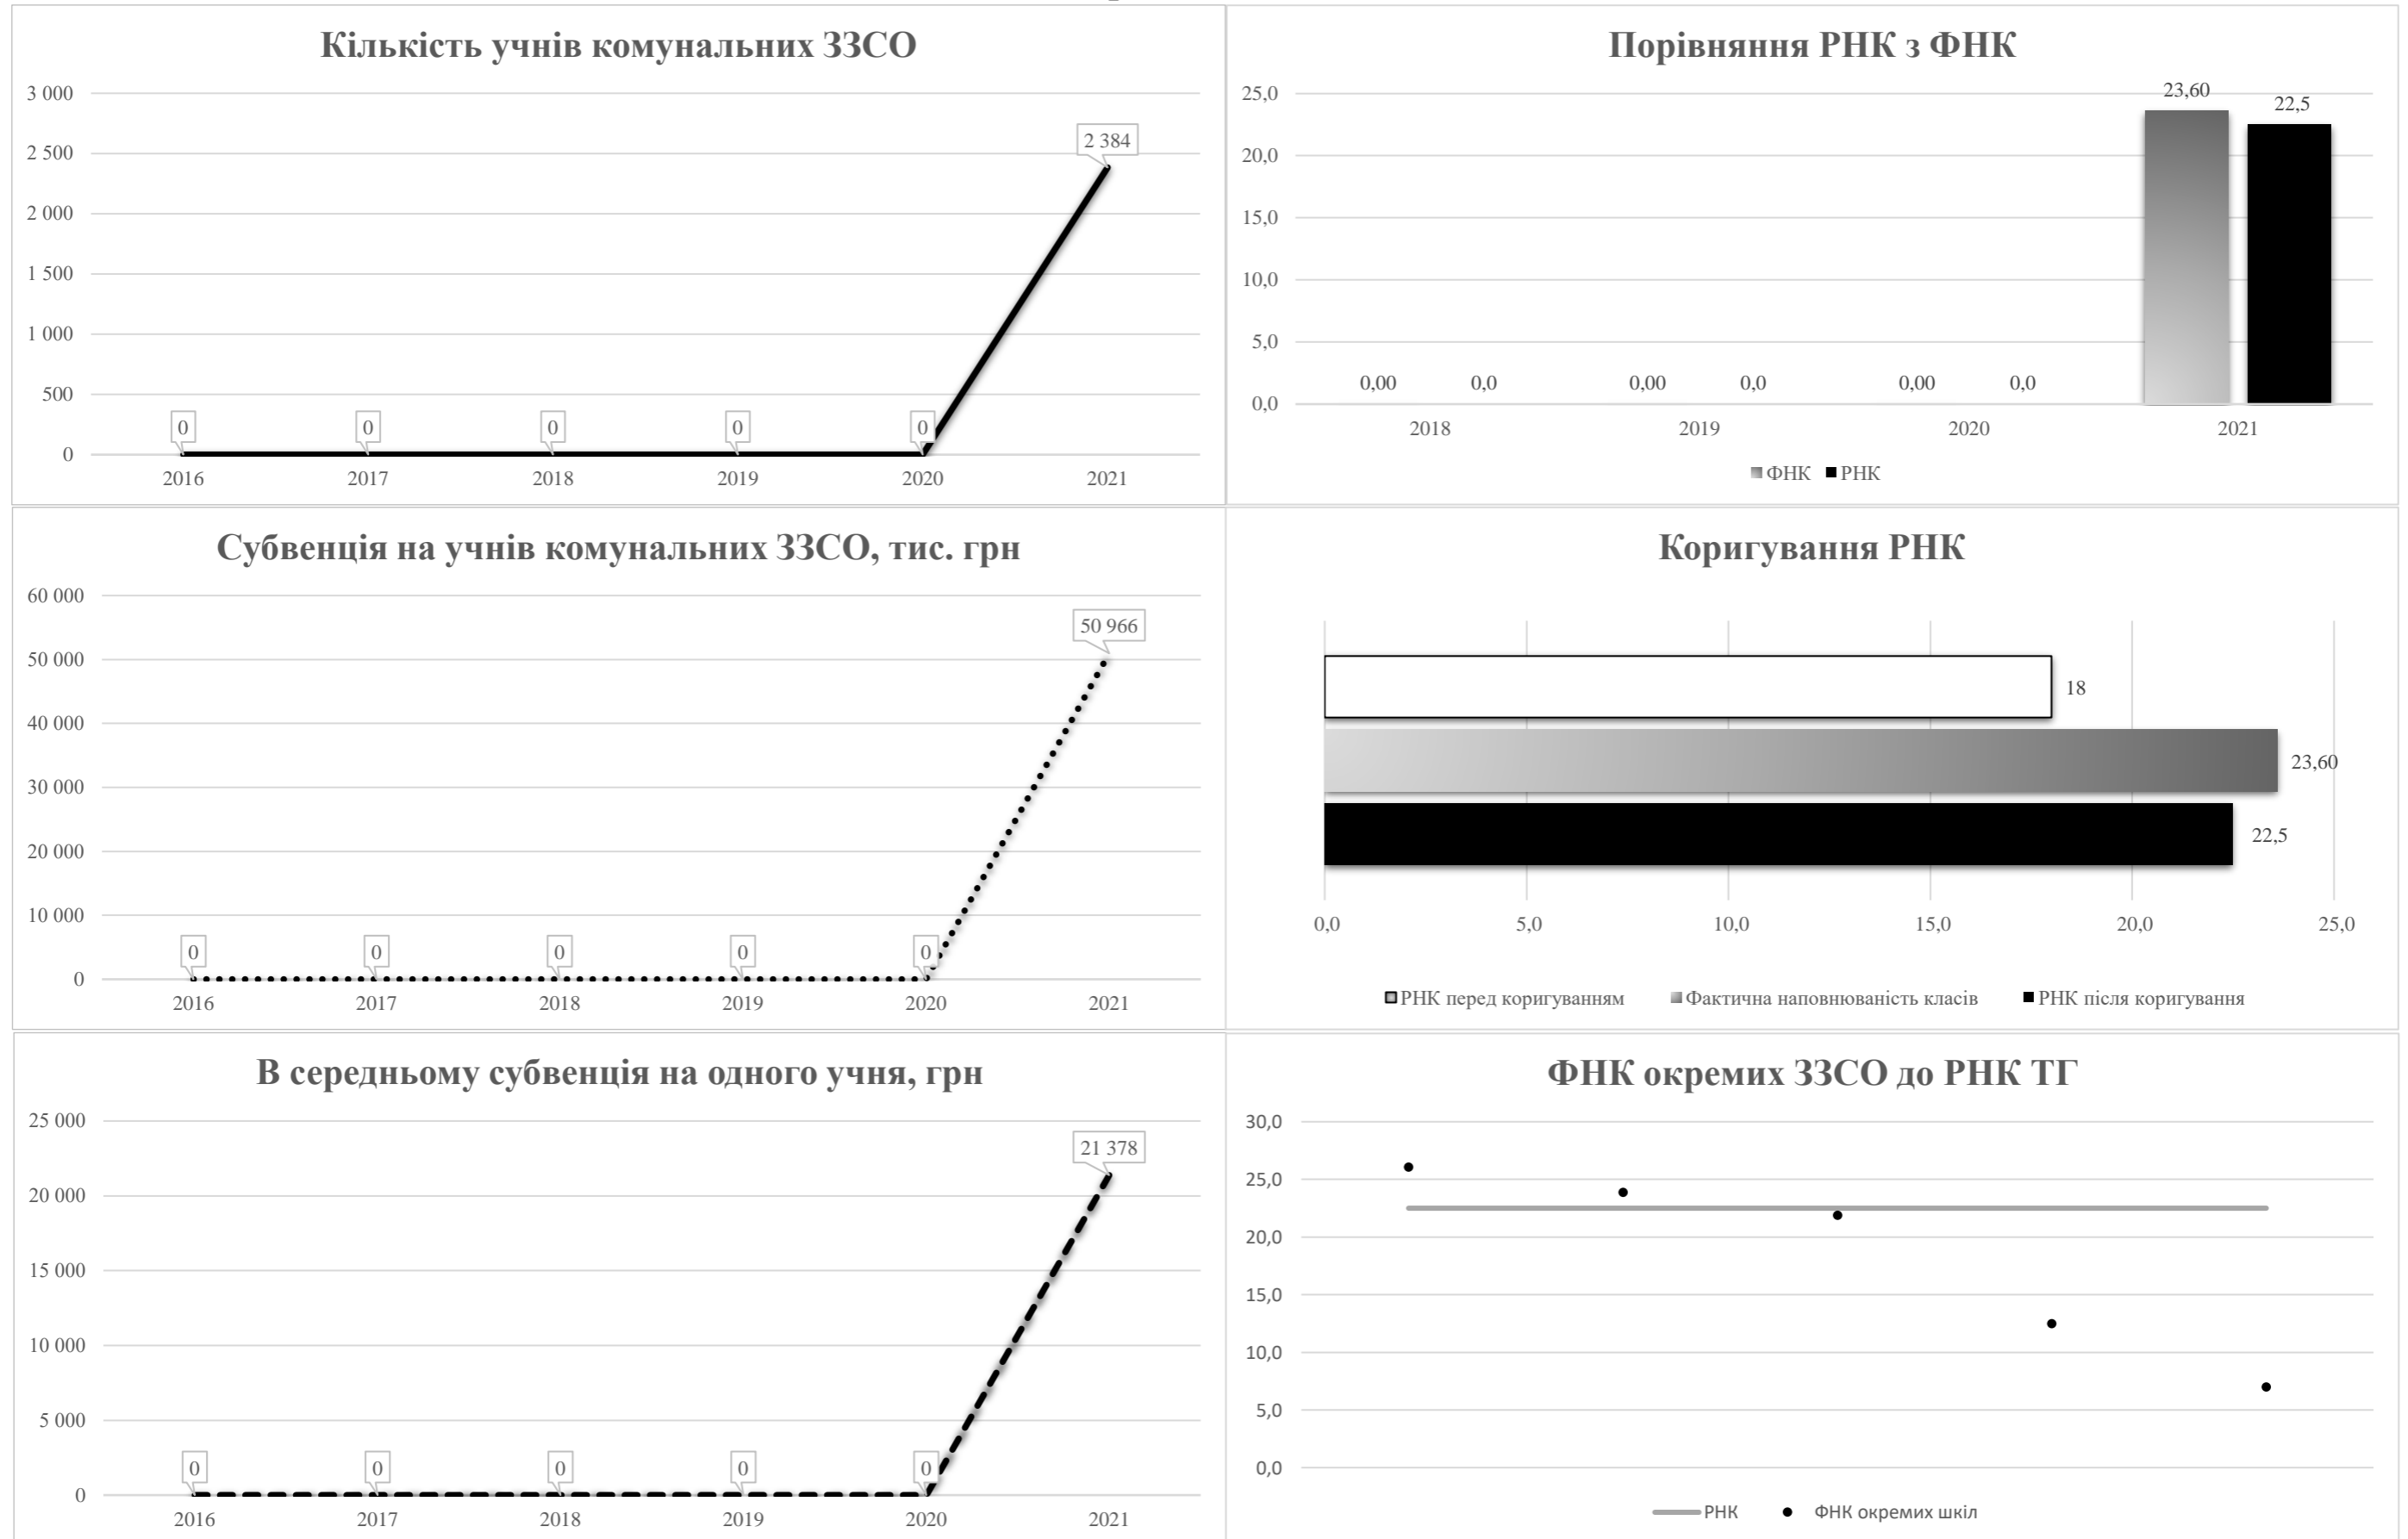 Кількість учнів комунальних ЗЗСО
3 000
2 500
2 000
1 500
1 000
500
0
2 384
0 0 0 0 0
2016 2017 2018 2019 2020 2021
Порівняння РНК з ФНК
25,0
20,0
15,0
10,0
5,0
0,0
23,60 22,5
0,00 0,0 0,00 0,0 0,00 0,0
2018 2019 2020 2021
ФНК РНК
Субвенція на учнів комунальних ЗЗСО, тис. грн
60 000
50 000
40 000
30 000
20 000
10 000
0
50 966
0 0 0 0 0
2016 2017 2018 2019 2020 2021
Коригування РНК
18
23,60
22,5
0,0 5,0 10,0 15,0 20,0 25,0
РНК перед коригуванням Фактична наповнюваність класів РНК після коригування
В середньому субвенція на одного учня, грн
25 000
20 000
15 000
10 000
5 000
0
21 378
0 0 0 0 0
2016 2017 2018 2019 2020 2021
ФНК окремих ЗЗСО до РНК ТГ
30,0
25,0
20,0
15,0
10,0
5,0
0,0
РНК ФНК окремих шкіл